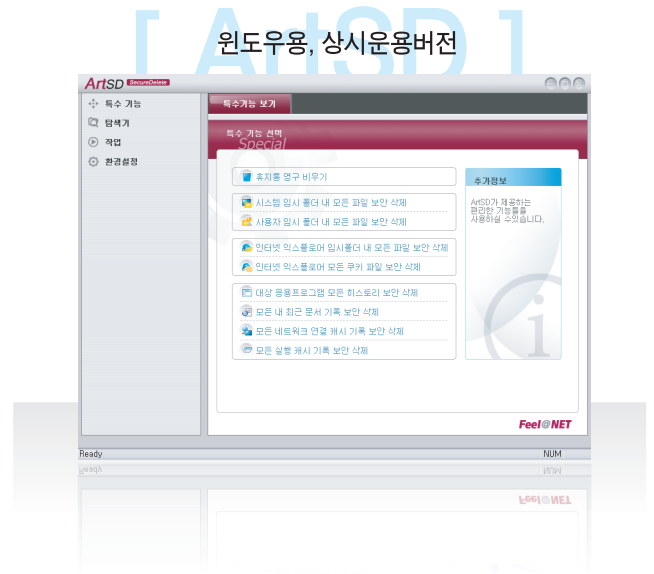 [ ArtSD ]
윈도우용, 상시운용버전
ArtSD SecureDelete
특수 기능
탐색기
작업
환경설정
특수기능 보기
특수 기능 선택
Special
휴지통 영구 비우기
시스템 임시 폴더 내 모든 파일 보안 삭제
사용자 임시 폴더 내 모든 파일 보안 삭제
인터넷 익스플로어 임시폴더 내 모든 파일 보안 삭제
인터넷 익스플로어 모든 쿠키 파일 보안 삭제
대상 응용프로그램 모든 히스토리 보안 삭제
모든 내 최근 문서 기록 보안 삭제
모든 네트워크 연결 캐시 기록 보안 삭제
모든 실행 캐시 기록 보안 삭제
추가정보
ArtSD가 제공하는
편리한 기능들을
사용하실 수있습니다.
Feel@NET
Ready
NUM